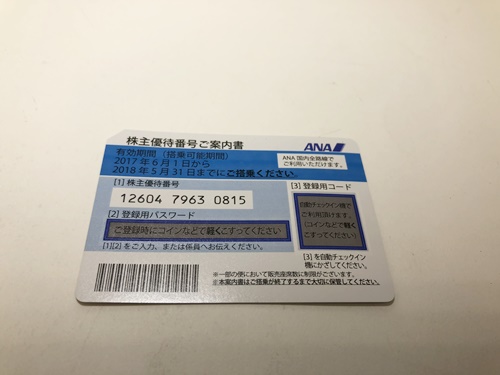 株主優待番号ご案内書
ANA
有効期間（搭乗可能期間）
2017年6月1日から
2018年5月31日までにご搭乗ください。
ANA国内全路線で
ご利用いただけます。
[1] 株主優待番号
12604 7963 0815
[2] 登録用パスワード
ご登録時にコインなどで軽くこすってください
[1][2]をご入力、または係員へお伝えください。
[3] 登録用コード
自動チェックイン機で
ご利用頂けます。
(コインなどで軽く
こすってください)
[3]を自動チェックイン
機にかざしてください。
※一部の便において販売座席数に制限がございます。
※本案内書はご搭乗が終了するまで大切に保管してください。